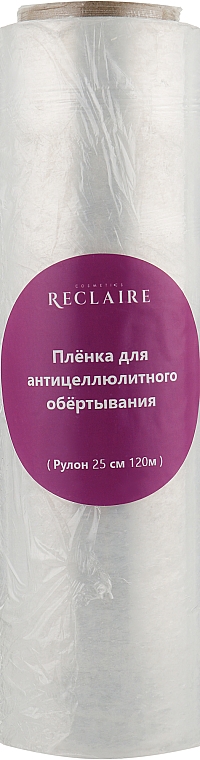 COSMETICS
RECLAIRE
Плёнка для
антицеллюлитного
обёртывания
( Рулон 25 см 120м )